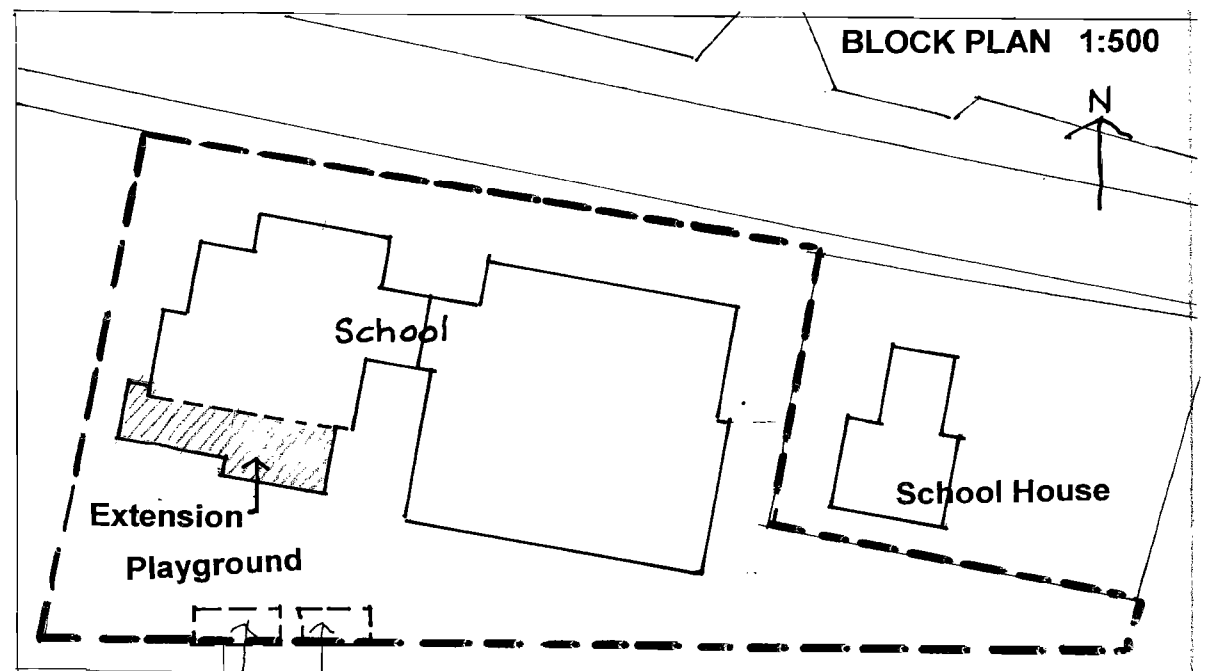 BLOCK PLAN 1:500
N
School
School House
Extension
Playground